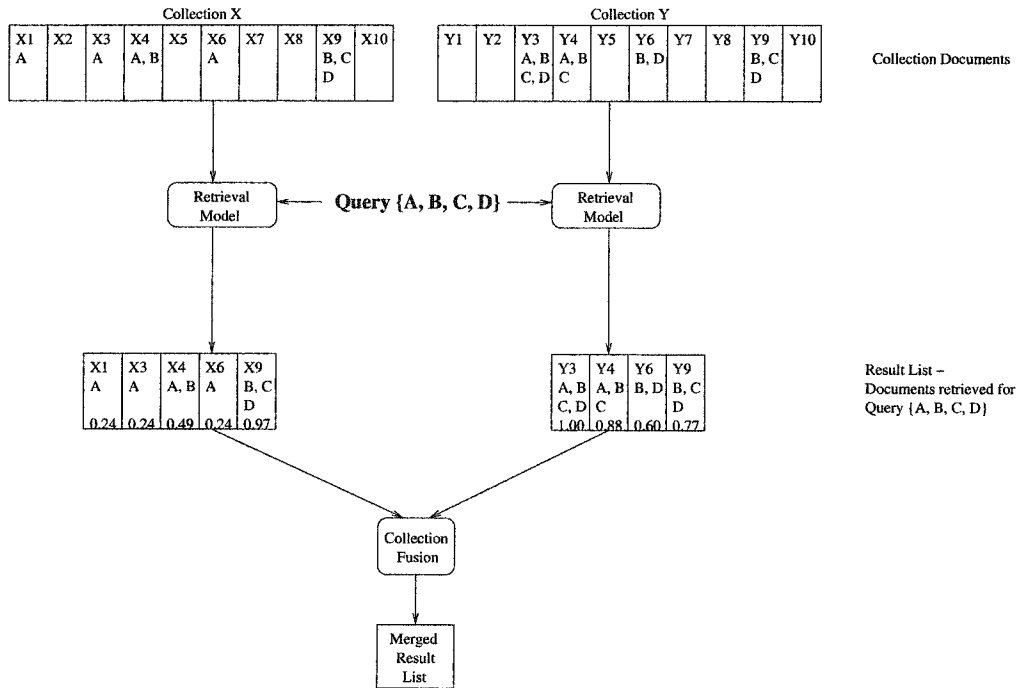 Collection X
Collection Y
X1 X2 X3 X4 X5 X6 X7 X8 X9 X10
A A A, B A B, C
D
Y1 Y2 Y3 Y4 Y5 Y6 Y7 Y8 Y9 Y10
A, B A, B B, D B, C
C, D C D
Collection Documents
Retrieval
Model
Query {A, B, C, D}
Retrieval
Model
X1 X3 X4 X6 X9
A A A, B A B, C
D
0.24 0.24 0.49 0.24 0.97
Y3 Y4 Y6 Y9
A, B A, B B, D B, C
C, D C D
1.00 0.88 0.60 0.77
Result List –
Documents retrieved for
Query {A, B, C, D}
Collection
Fusion
Merged
Result
List